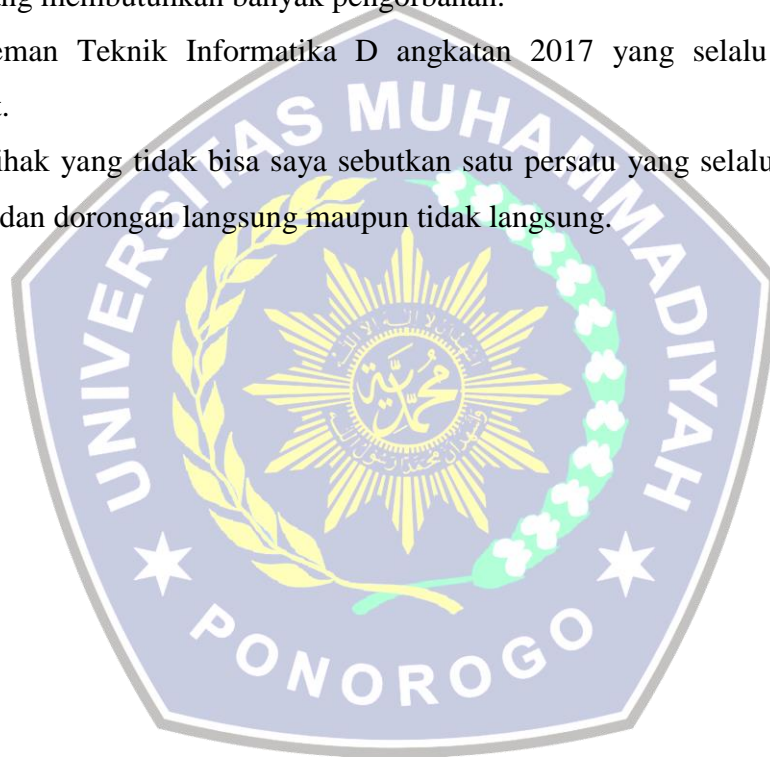 ng membutuhkan banyak pengorbanan.
eman Teknik Informatika D angkatan 2017 yang selalu
ihak yang tidak bisa saya sebutkan satu persatu yang selalu
dan dorongan langsung maupun tidak langsung.
UNIVERSITAS MUHAMMADIYAH
محمدية
PONOROGO